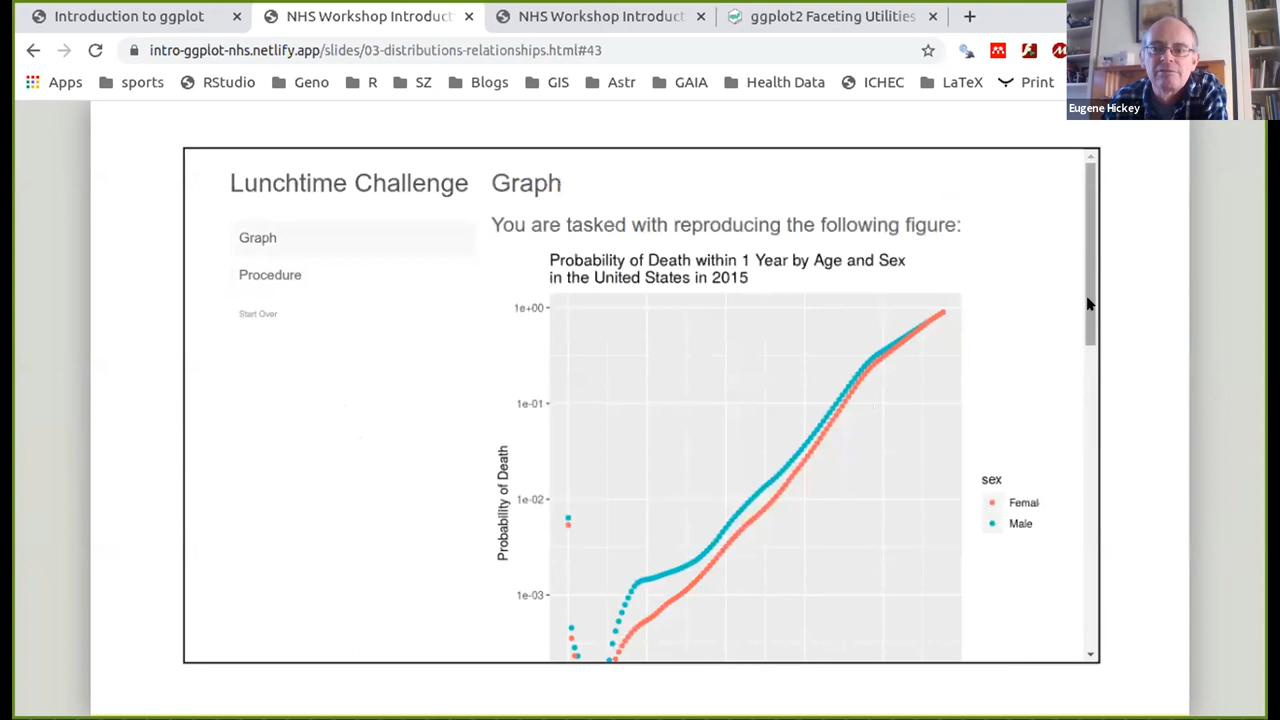 Introduction to ggplot
NHS Workshop Introduct
NHS Workshop Introduct
ggplot2 Faceting Utilities
intro-ggplot-nhs.netlify.app/slides/03-distributions-relationships.html#43
Apps sports RStudio Geno R SZ Blogs GIS Astr GAIA Health Data ICHEC LaTeX Print
Eugene Hickey
Lunchtime Challenge
Graph
Procedure
Start Over
Graph
You are tasked with reproducing the following figure:
Probability of Death within 1 Year by Age and Sex
in the United States in 2015
1e+00
1e-01
1e-02
1e-03
Probability of Death
sex
Femal
Male